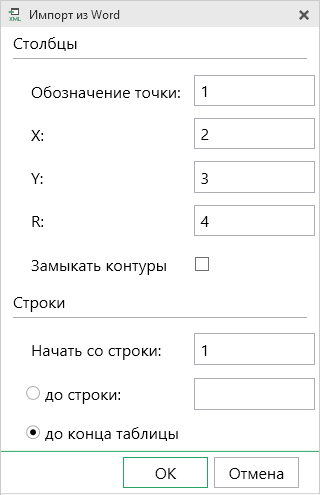 XML Импорт из Word
Столбцы
Обозначение точки: 1
X: 2
Y: 3
R: 4
Замыкать контуры
Строки
Начать со строки: 1
до строки:
до конца таблицы
ОК Отмена